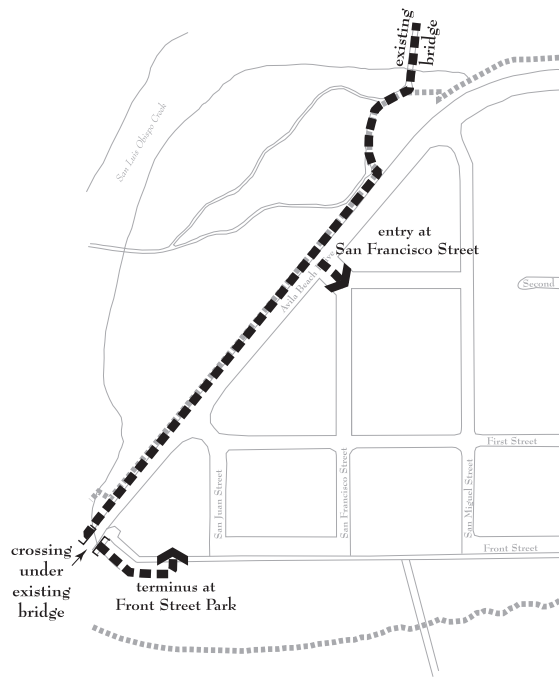 existing
bridge
San Luis Obispo Creek
entry at
San Francisco Street
Avila Beach Drive
Second
First Street
San Juan Street
San Francisco Street
San Miguel Street
Front Street
crossing
under
existing
bridge
terminus at
Front Street Park